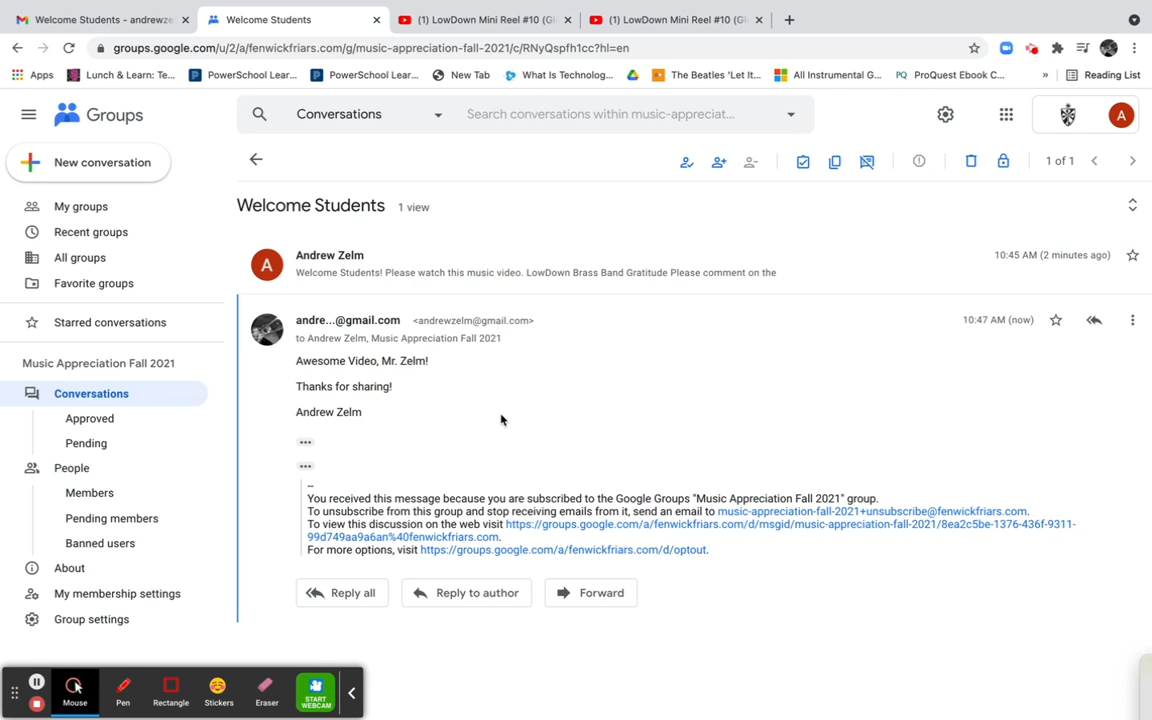 Welcome Students - andrewze
Welcome Students
(1) LowDown Mini Reel #10 (Gi
(1) LowDown Mini Reel #10 (Gi
groups.google.com/u/2/a/fenwickfriars.com/g/music-appreciation-fall-2021/c/RNyQspfh1cc?hl=en
Apps
Lunch & Learn: Te...
PowerSchool Lear...
PowerSchool Lear...
New Tab
What Is Technolog...
The Beatles 'Let It...
All Instrumental G...
PQ
ProQuest Ebook C...
»
Reading List
Groups
Conversations
Search conversations within music-appreciat...
A
New conversation
1 of 1
My groups
Recent groups
All groups
Favorite groups
Starred conversations
Music Appreciation Fall 2021
Conversations
Approved
Pending
People
Members
Pending members
Banned users
About
My membership settings
Group settings
Welcome Students 1 view
A
Andrew Zelm
10:45 AM (2 minutes ago)
Welcome Students! Please watch this music video. LowDown Brass Band Gratitude Please comment on the
andre...@gmail.com <andrewzelm@gmail.com>
10:47 AM (now)
to Andrew Zelm, Music Appreciation Fall 2021
Awesome Video, Mr. Zelm!
Thanks for sharing!
Andrew Zelm
--
You received this message because you are subscribed to the Google Groups "Music Appreciation Fall 2021" group.
To unsubscribe from this group and stop receiving emails from it, send an email to music-appreciation-fall-2021+unsubscribe@fenwickfriars.com.
To view this discussion on the web visit https://groups.google.com/a/fenwickfriars.com/d/msgid/music-appreciation-fall-2021/8ea2c5be-1376-436f-9311-
99d749aa9a6an%40fenwickfriars.com.
For more options, visit https://groups.google.com/a/fenwickfriars.com/d/optout.
Reply all
Reply to author
Forward
Mouse
Pen
Rectangle
Stickers
Eraser
START
WEBCAM